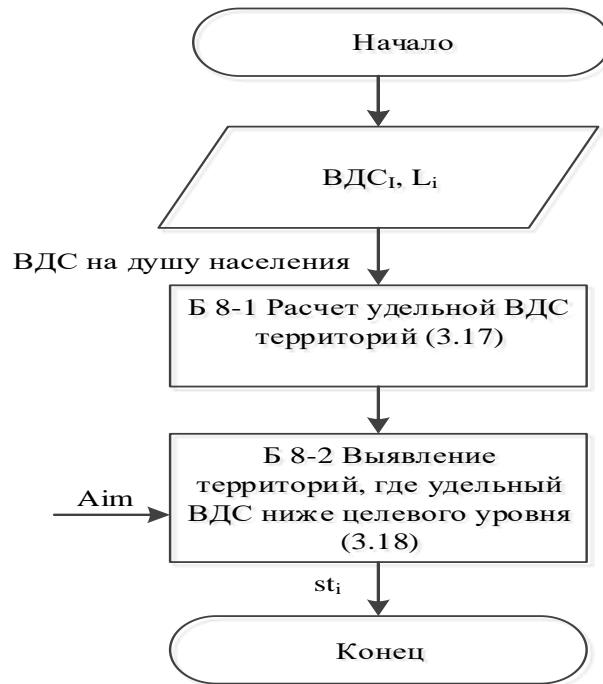 Начало
ВДСI, Li
ВДС на душу населения
Б 8-1 Расчет удельной ВДС
территорий (3.17)
Б 8-2 Выявление
территорий, где удельный
ВДС ниже целевого уровня
(3.18)
Aim
sti
Конец